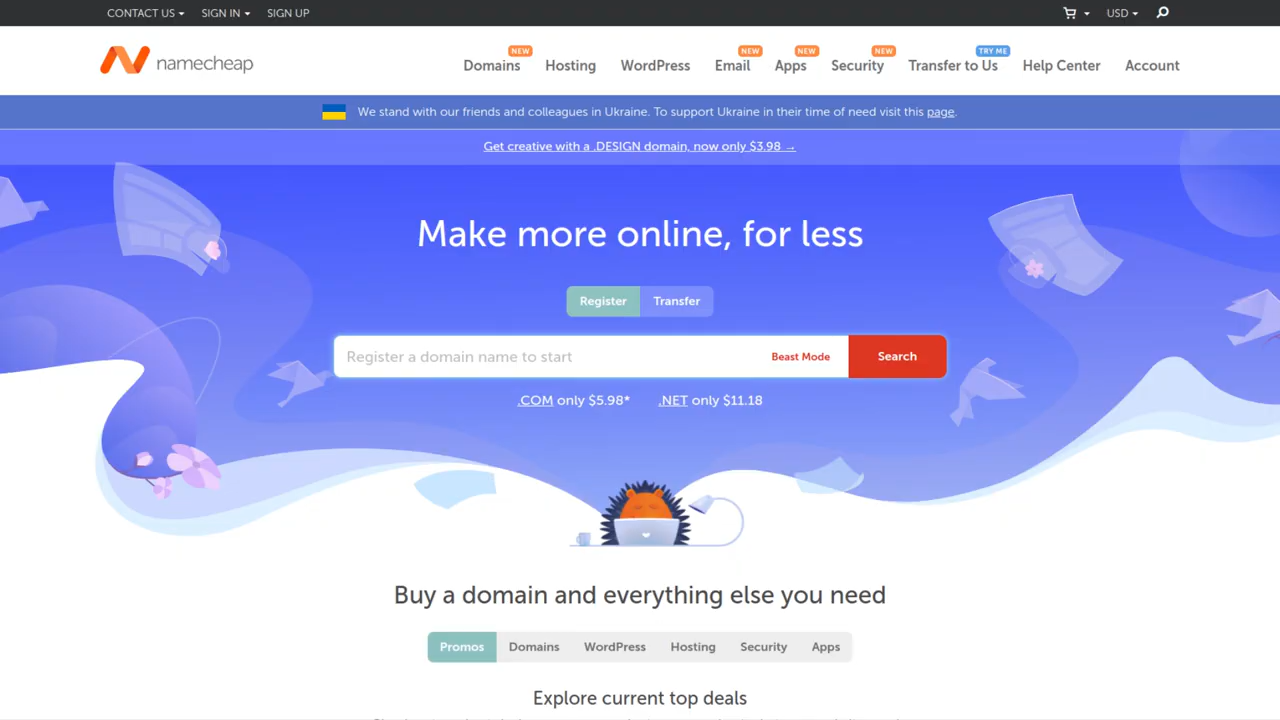 CONTACT US SIGN IN SIGN UP USD
namecheap
NEW NEW NEW NEW TRY ME
Domains Hosting WordPress Email Apps Security Transfer to Us Help Center Account
We stand with our friends and colleagues in Ukraine. To support Ukraine in their time of need visit this page.
Get creative with a .DESIGN domain, now only $3.98 →
Make more online, for less
Register Transfer
Register a domain name to start Beast Mode Search
.COM only $5.98* .NET only $11.18
Buy a domain and everything else you need
Promos Domains WordPress Hosting Security Apps
Explore current top deals